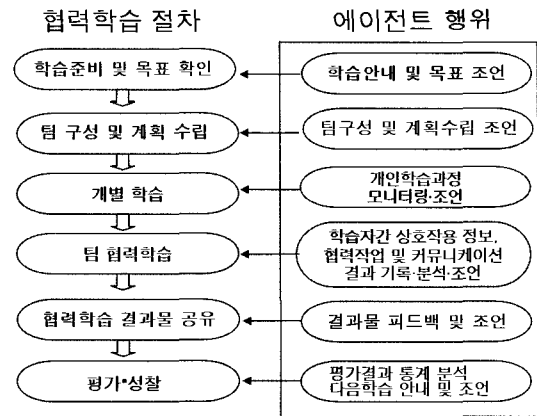 협력학습 절차
에이전트 행위
학습준비 및 목표 확인
학습안내 및 목표 조언
팀 구성 및 계획 수립
팀구성 및 계획수립 조언
개별 학습
개인학습과정
모니터링·조언
팀 협력학습
학습자간 상호작용 정보,
협력작업 및 커뮤니케이션
결과 기록·분석·조언
협력학습 결과물 공유
결과물 피드백 및 조언
평가·성찰
평가결과 통계 분석
다음학습 안내 및 조언